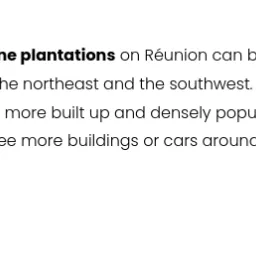 ne plantations on Réunion can b
he northeast and the southwest.
more built up and densely popu
ee more buildings or cars around